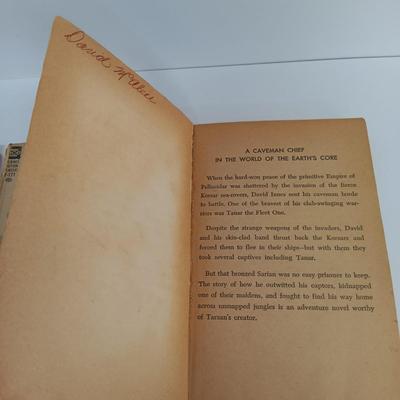 David
A CAVEMAN CHIEF
IN THE WORLD OF THE EARTH'S CORE
When the hard-won peace of the primitive Empire of
Pellucidar was shattered by the invasion of the fierce
Korsar sea-rovers, David Innes sent his caveman horde
to battle. One of the bravest of his club-swinging war-
riors was Tanar the Fleet One.
Despite the strange weapons of the invaders, David
and his skin-clad band thrust back the Korsars and
forced them to flee in their ships—but with them they
took several captives including Tanar.
But that bronzed Sarian was no easy prisoner to keep.
The story of how he outwitted his captors, kidnapped
one of their maidens, and fought to find his way home
across unmapped jungles is an adventure novel worthy
of Tarzan's creator.